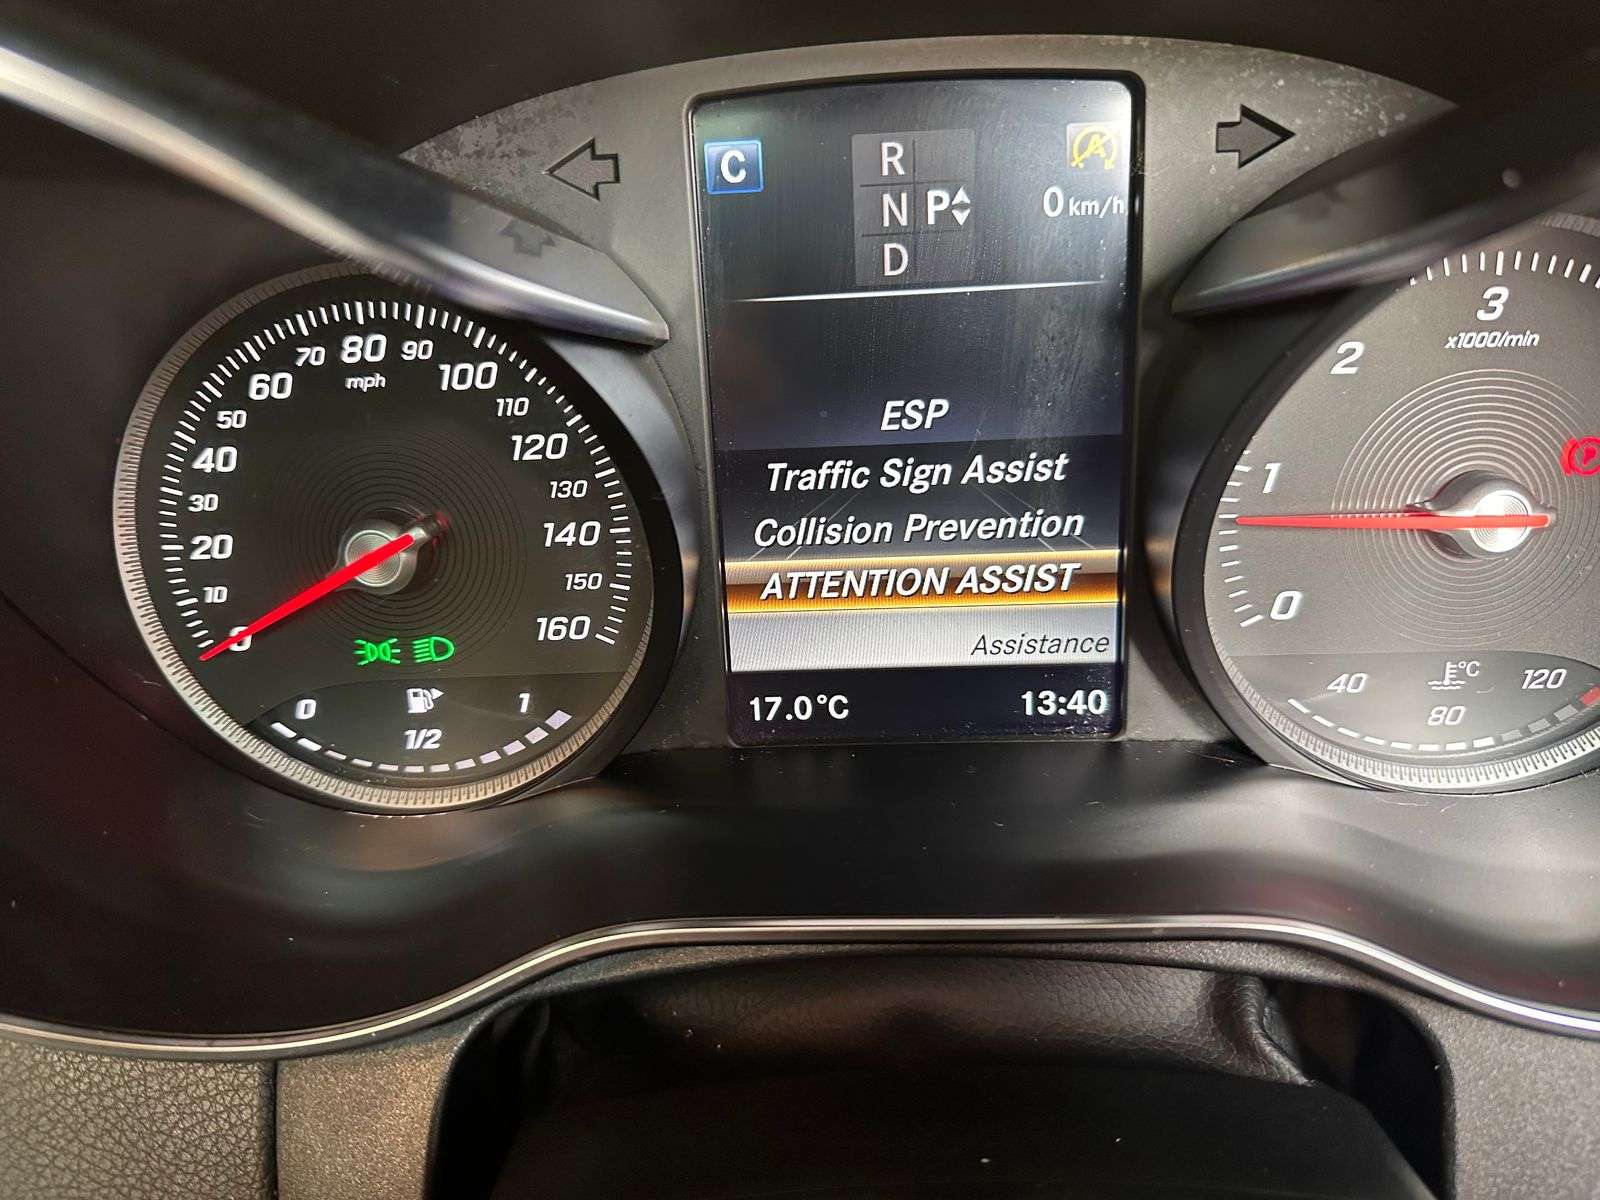 C
R
N P
D
A
0 km/h
ESP
Traffic Sign Assist
Collision Prevention
ATTENTION ASSIST
Assistance
17.0°C 13:40
0
10
20
30
40
50
60
70
80
90
100
110
120
130
140
150
160
mph
0
1/2
1
0
1
2
3
x1000/min
P
40
80
120
°C